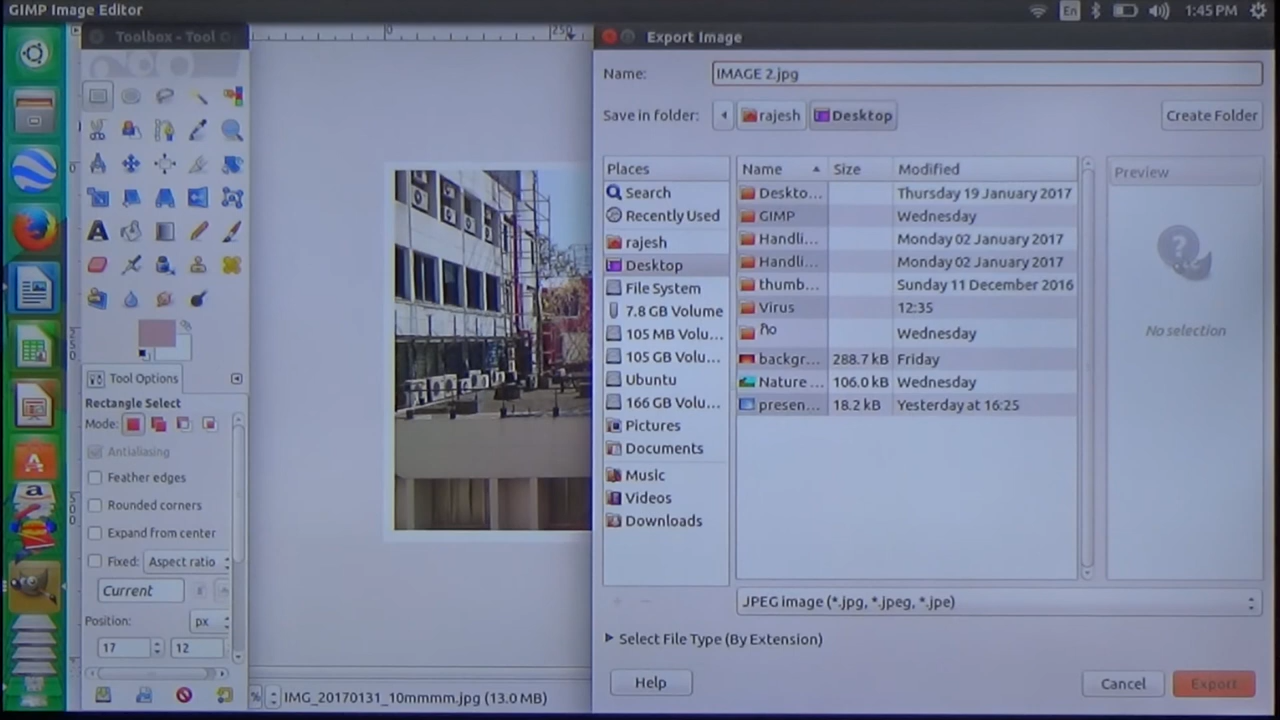 GIMP Image Editor
En
1:45 PM
Toolbox - Tool O
0
250
Export Image
Name:
IMAGE 2.jpg
Save in folder:
rajesh
Desktop
Create Folder
Places
Search
Recently Used
rajesh
Desktop
File System
7.8 GB Volume
105 MB Volu...
105 GB Volu...
Ubuntu
166 GB Volu...
Pictures
Documents
Music
Videos
Downloads
Name Size Modified
Deskto... Thursday 19 January 2017
GIMP Wednesday
Handli... Monday 02 January 2017
Handli... Monday 02 January 2017
thumb... Sunday 11 December 2016
Virus 12:35
Wednesday
backgr... 288.7 kB Friday
Nature ... 106.0 kB Wednesday
presen... 18.2 kB Yesterday at 16:25
Preview
No selection
0
250
500
Tool Options
Rectangle Select
Mode:
Antialiasing
Feather edges
Rounded corners
Expand from center
Fixed: Aspect ratio
Current
Position: px
17 12
JPEG image (*.jpg, *.jpeg, *.jpe)
Select File Type (By Extension)
Help
Cancel
Export
% IMG_20170131_10mmmm.jpg (13.0 MB)